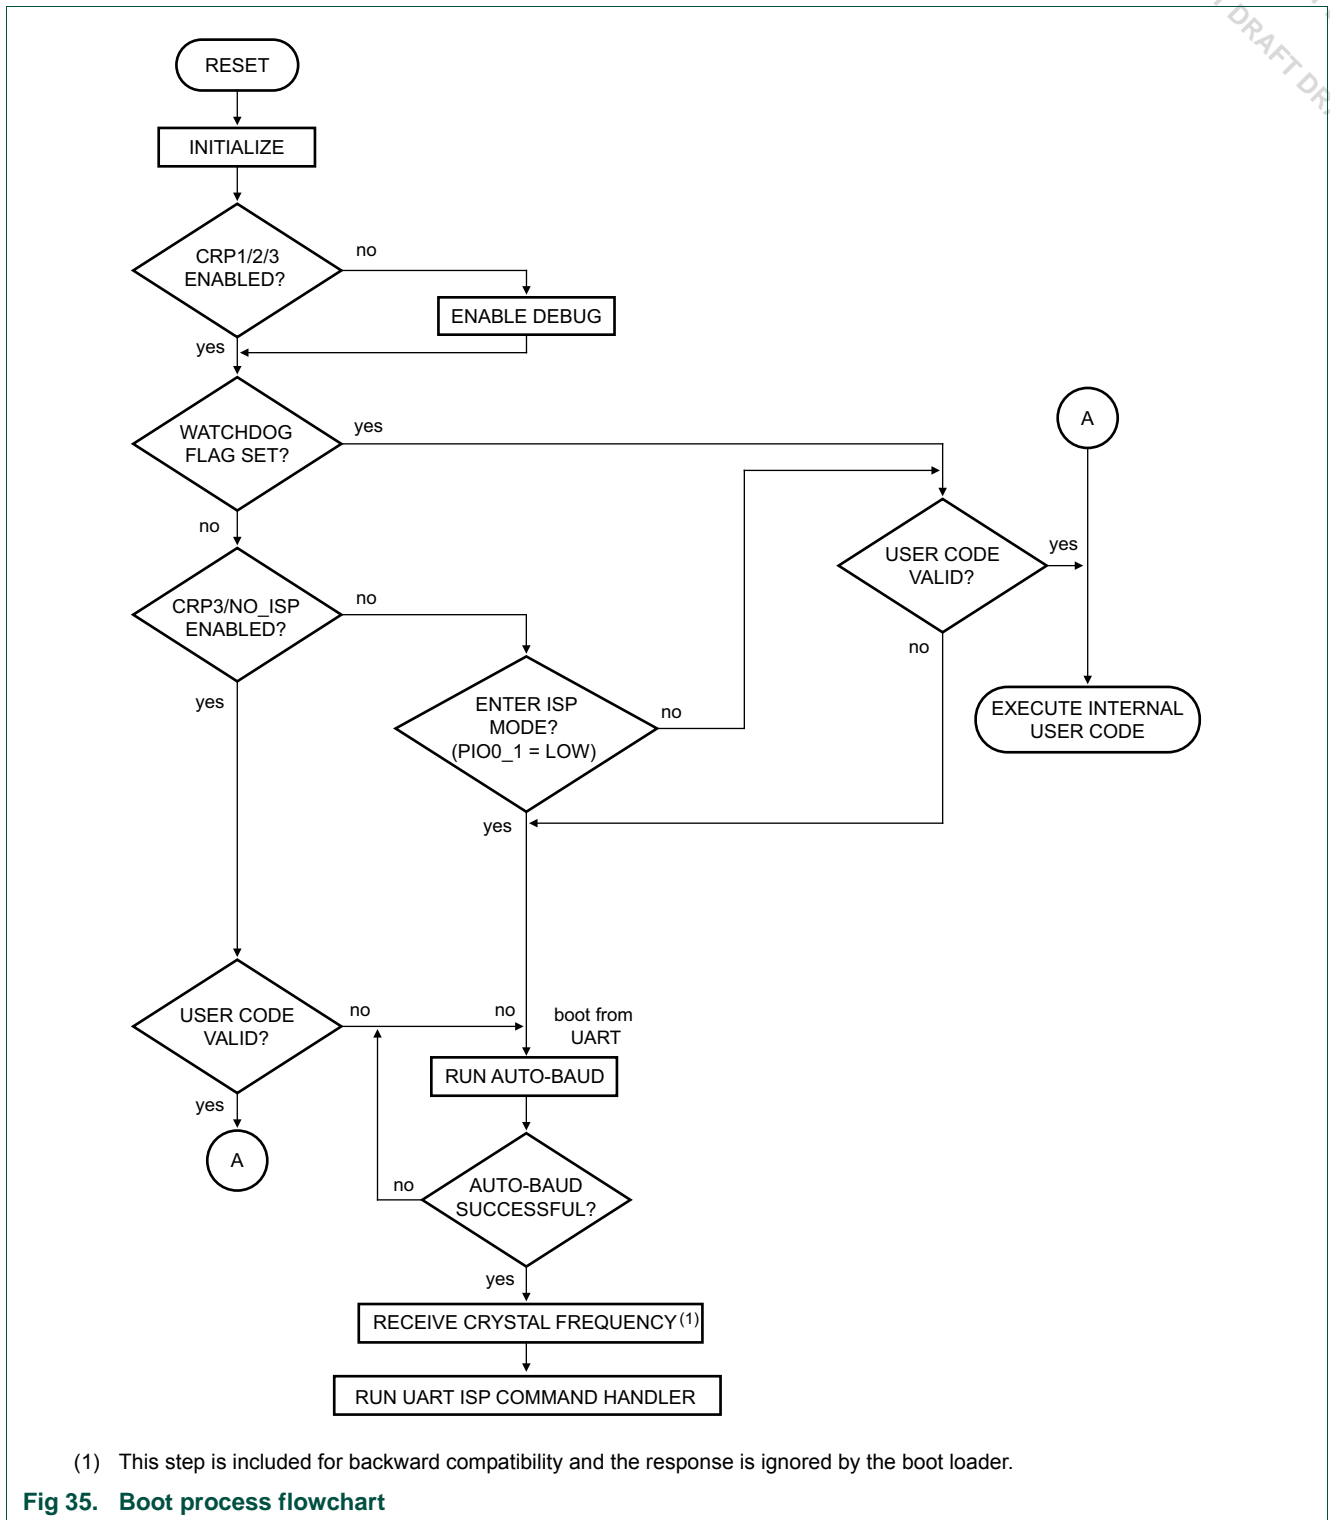 DRAFT DR
RESET
INITIALIZE
CRP1/2/3
ENABLED?
no
ENABLE DEBUG
yes
WATCHDOG
FLAG SET?
yes
A
no
USER CODE
VALID?
yes
no
CRP3/NO_ISP
ENABLED?
no
yes
ENTER ISP
MODE?
(PIO0_1 = LOW)
no
yes
EXECUTE INTERNAL
USER CODE
USER CODE
VALID?
no
no
boot from
UART
RUN AUTO-BAUD
yes
A
AUTO-BAUD
SUCCESSFUL?
no
yes
RECEIVE CRYSTAL FREQUENCY(1)
RUN UART ISP COMMAND HANDLER
(1) This step is included for backward compatibility and the response is ignored by the boot loader.
Fig 35. Boot process flowchart